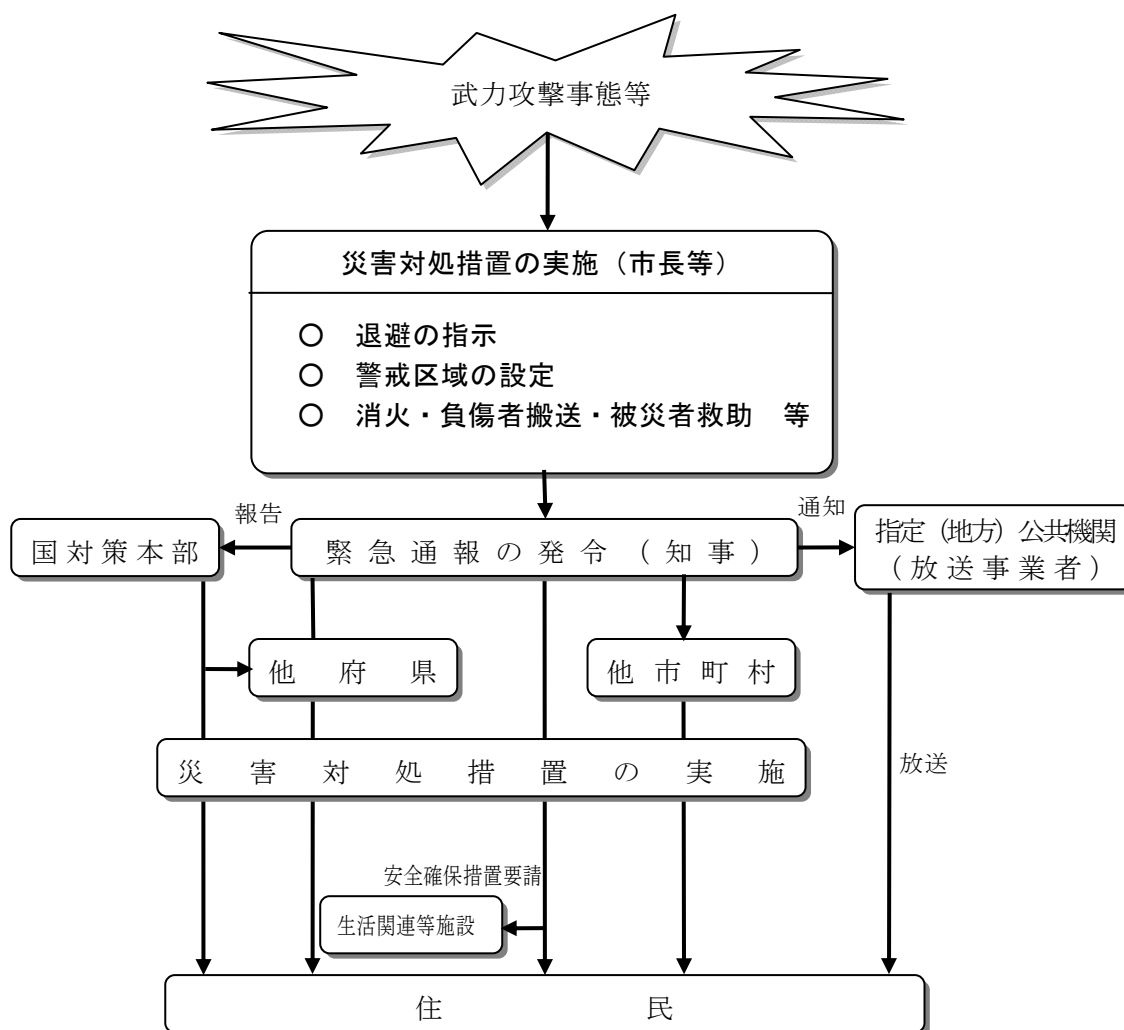 武力攻撃事態等
災害対処措置の実施（市長等）
○ 退避の指示
○ 警戒区域の設定
○ 消火・負傷者搬送・被災者救助　等
報告
通知
国対策本部
緊急通報の発令（知事）
指定（地方）公共機関
（放送事業者）
他府県
他市町村
災害対処措置の実施
放送
安全確保措置要請
生活関連等施設
住民